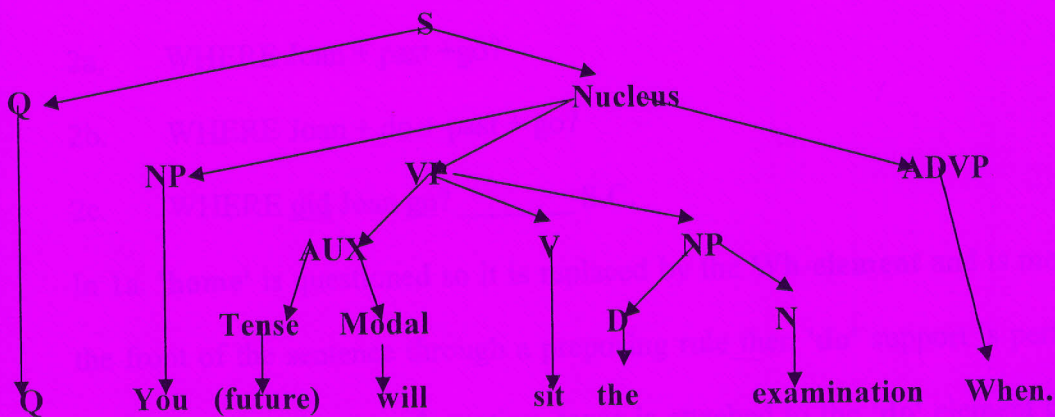 S
Q Nucleus
NP VP ADVP
AUX V NP
Tense Modal D N
Q You (future) will sit the examination When.